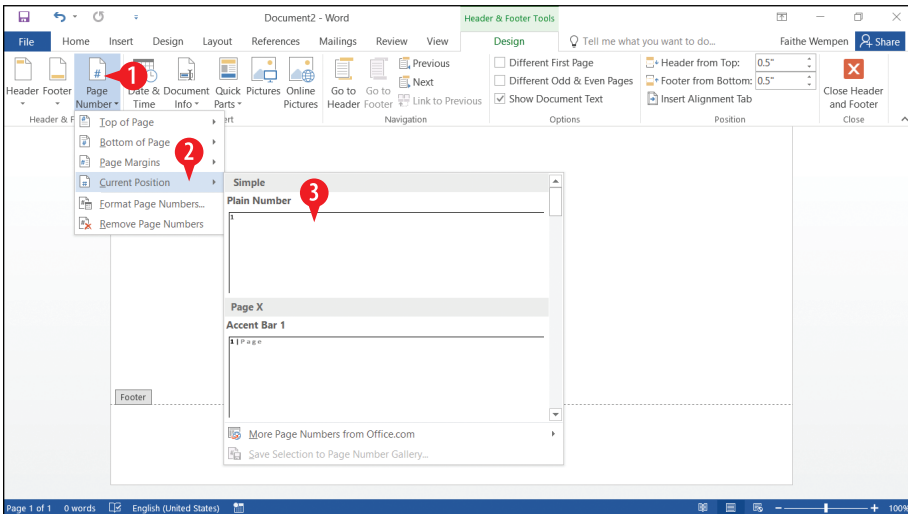 Document2 - Word
Header & Footer Tools
File Home Insert Design Layout References Mailings Review View Design Tell me what you want to do... Faithe Wempen Share
Header Footer Page Number Date & Time Document Info Quick Parts Pictures Online Pictures Go to Header Go to Footer Previous Next Link to Previous
Different First Page
Different Odd & Even Pages
Show Document Text
Header from Top: 0.5"
Footer from Bottom: 0.5"
Insert Alignment Tab
Close Header and Footer
Header & F
ert
Navigation
Options
Position
Close
1
Top of Page
Bottom of Page
2
Page Margins
Current Position
Format Page Numbers...
Remove Page Numbers
Simple
3
Plain Number
1
Page X
Accent Bar 1
1 | Page
More Page Numbers from Office.com
Save Selection to Page Number Gallery...
Footer
Page 1 of 1 0 words English (United States) 100%